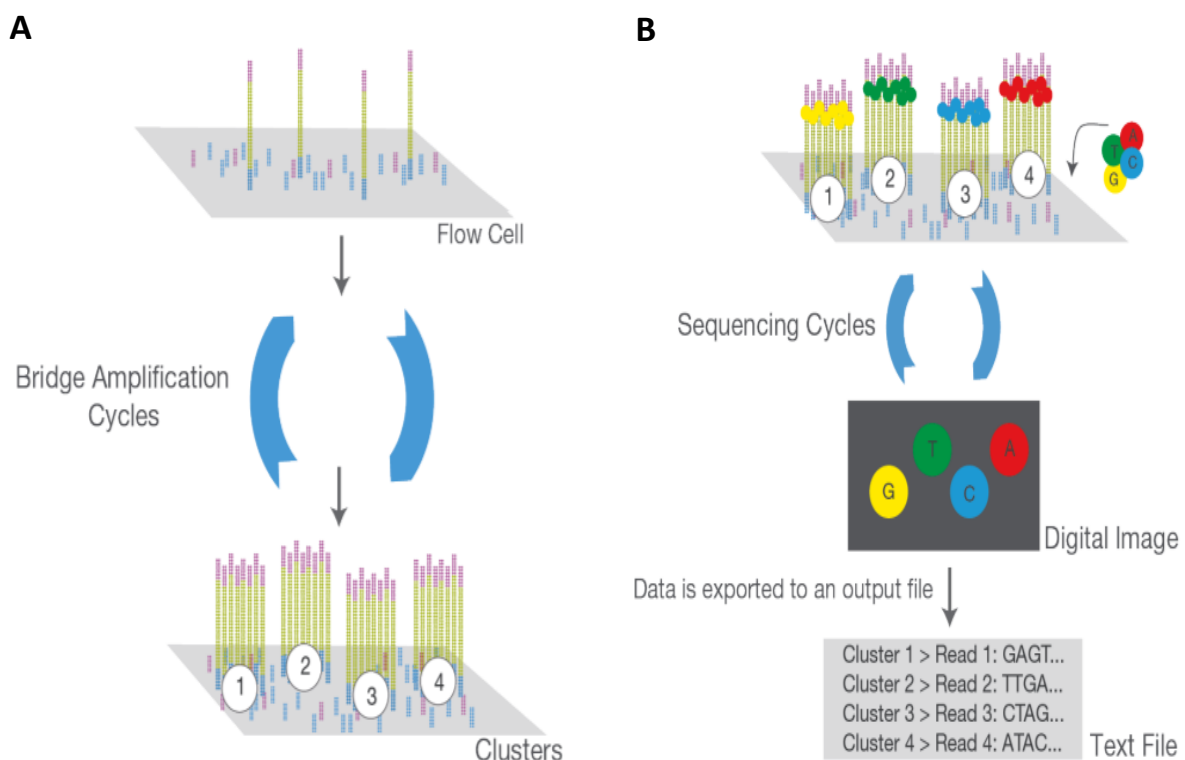 A
Flow Cell
Bridge Amplification
Cycles
1
2
3
4
Clusters
B
1
2
3
4
A
T
C
G
Sequencing Cycles
G
T
C
A
Digital Image
Data is exported to an output file
Cluster 1 > Read 1: GAGT...
Cluster 2 > Read 2: TTGA...
Cluster 3 > Read 3: CTAG...
Cluster 4 > Read 4: ATAC...
Text File